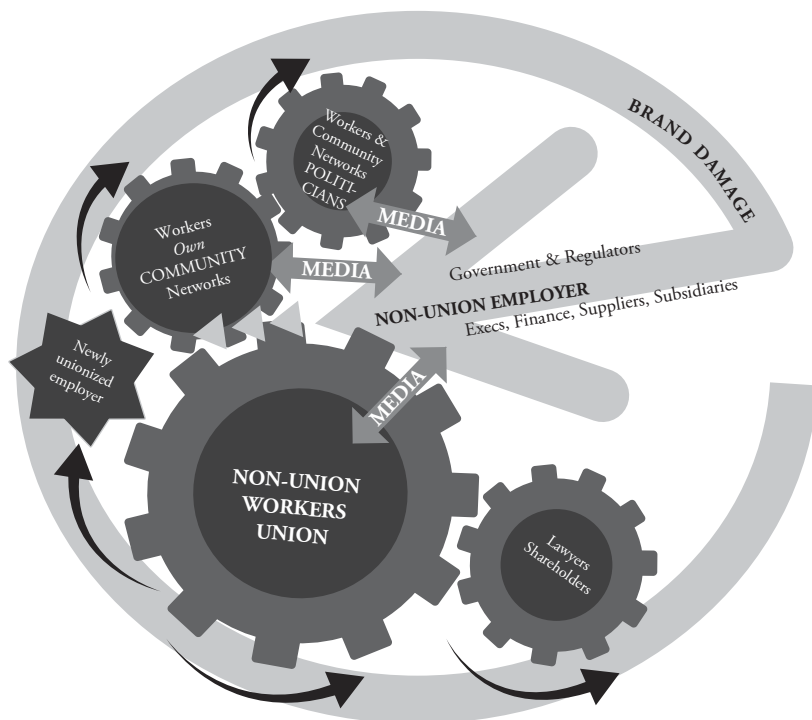 Workers &
Community
Networks
POLITI-
CIANS
BRAND DAMAGE
MEDIA
Workers
Own
COMMUNITY
Networks
MEDIA
Government & Regulators
NON-UNION EMPLOYER
Execs, Finance, Suppliers, Subsidiaries
Newly
unionized
employer
MEDIA
NON-UNION
WORKERS
UNION
Lawyers
Shareholders